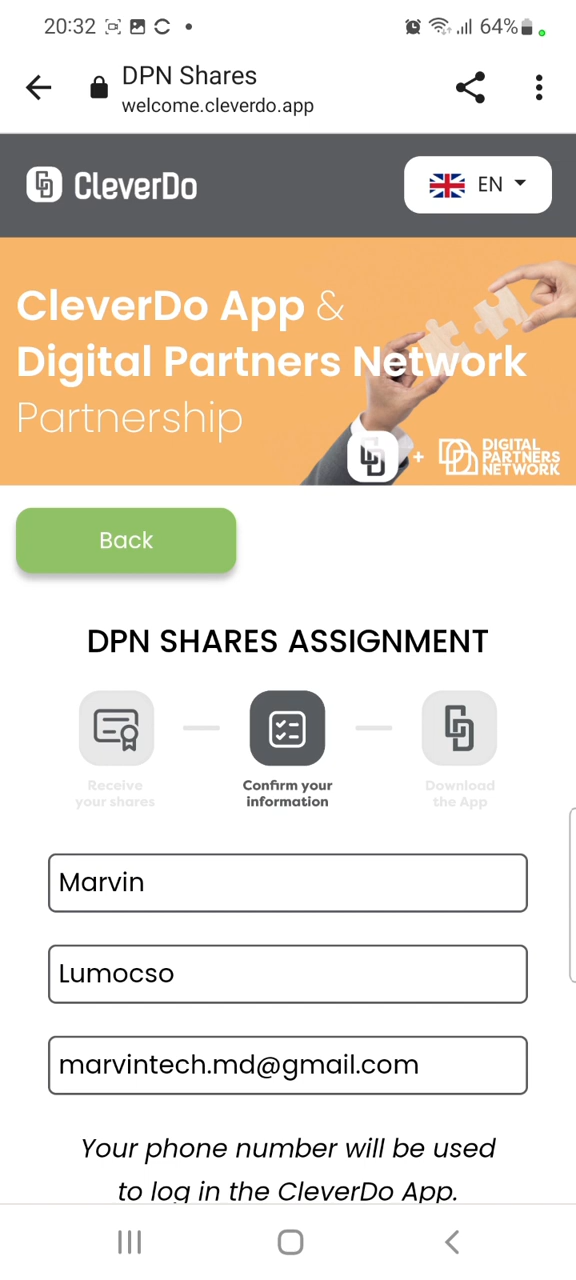 20:32
64%
DPN Shares
welcome.cleverdo.app
CleverDo
EN
CleverDo App &
Digital Partners Network
Partnership
+
DIGITAL
PARTNERS
NETWORK
Back
DPN SHARES ASSIGNMENT
Receive
your shares
Confirm your
information
Download
the App
Marvin
Lumocso
marvintech.md@gmail.com
Your phone number will be used
to log in the CleverDo App.